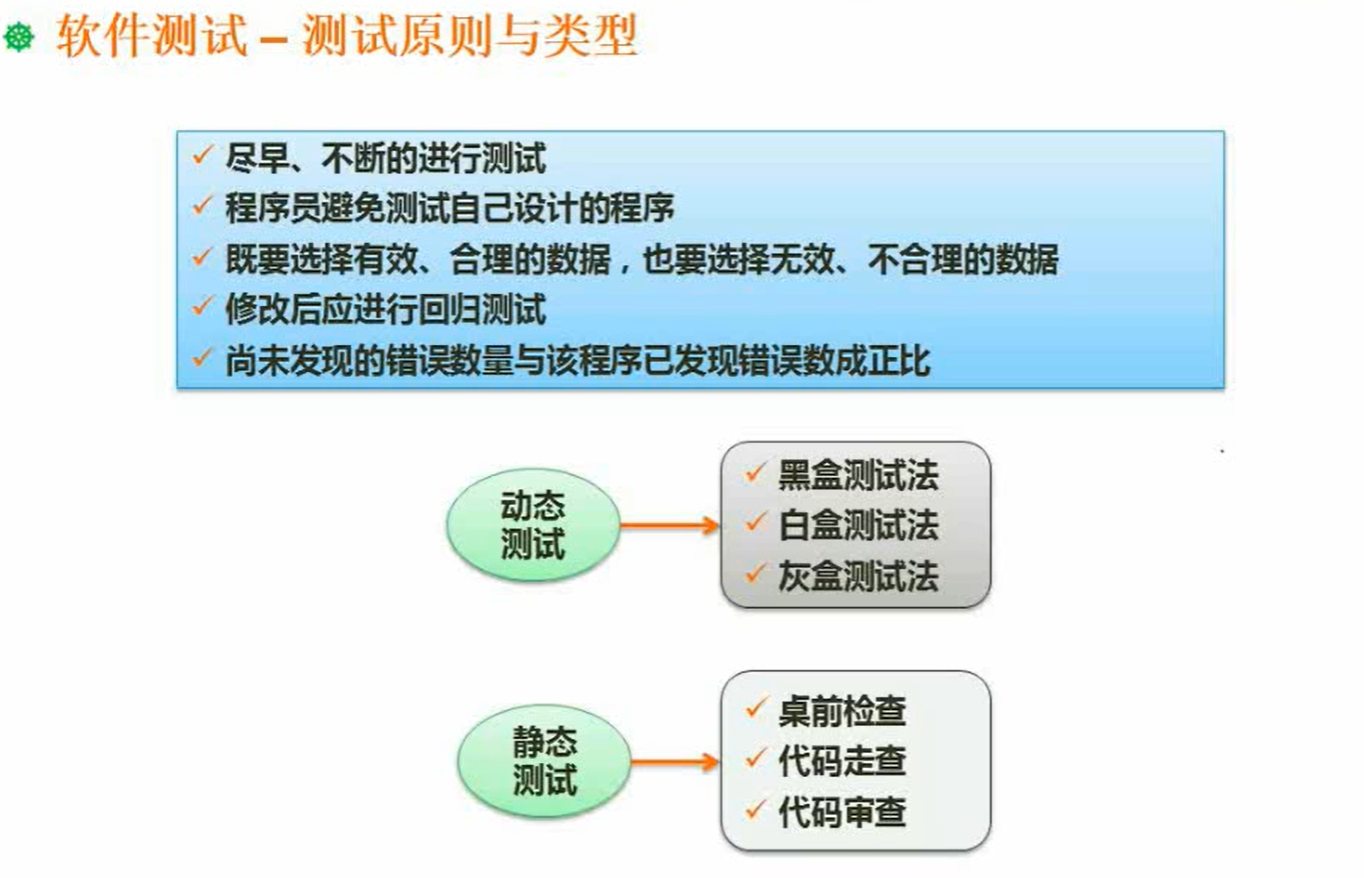 软件测试 – 测试原则与类型
尽早、不断的进行测试
程序员避免测试自己设计的程序
既要选择有效、合理的数据，也要选择无效、不合理的数据
修改后应进行回归测试
尚未发现的错误数量与该程序已发现错误数成正比
动态
测试
黑盒测试法
白盒测试法
灰盒测试法
静态
测试
桌前检查
代码走查
代码审查